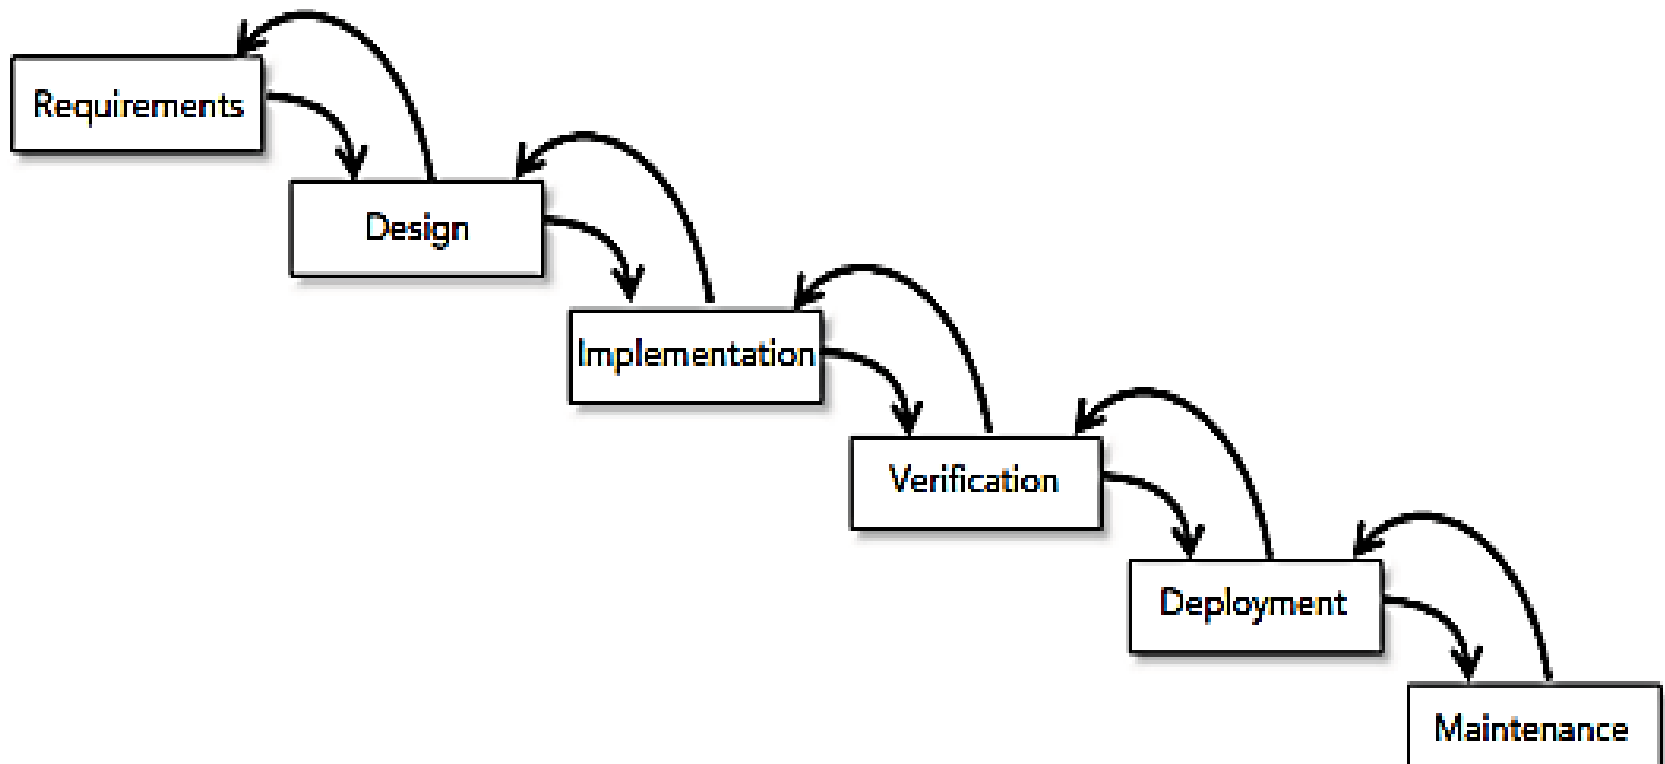 Requirements
Design
Implementation
Verification
Deployment
Maintenance